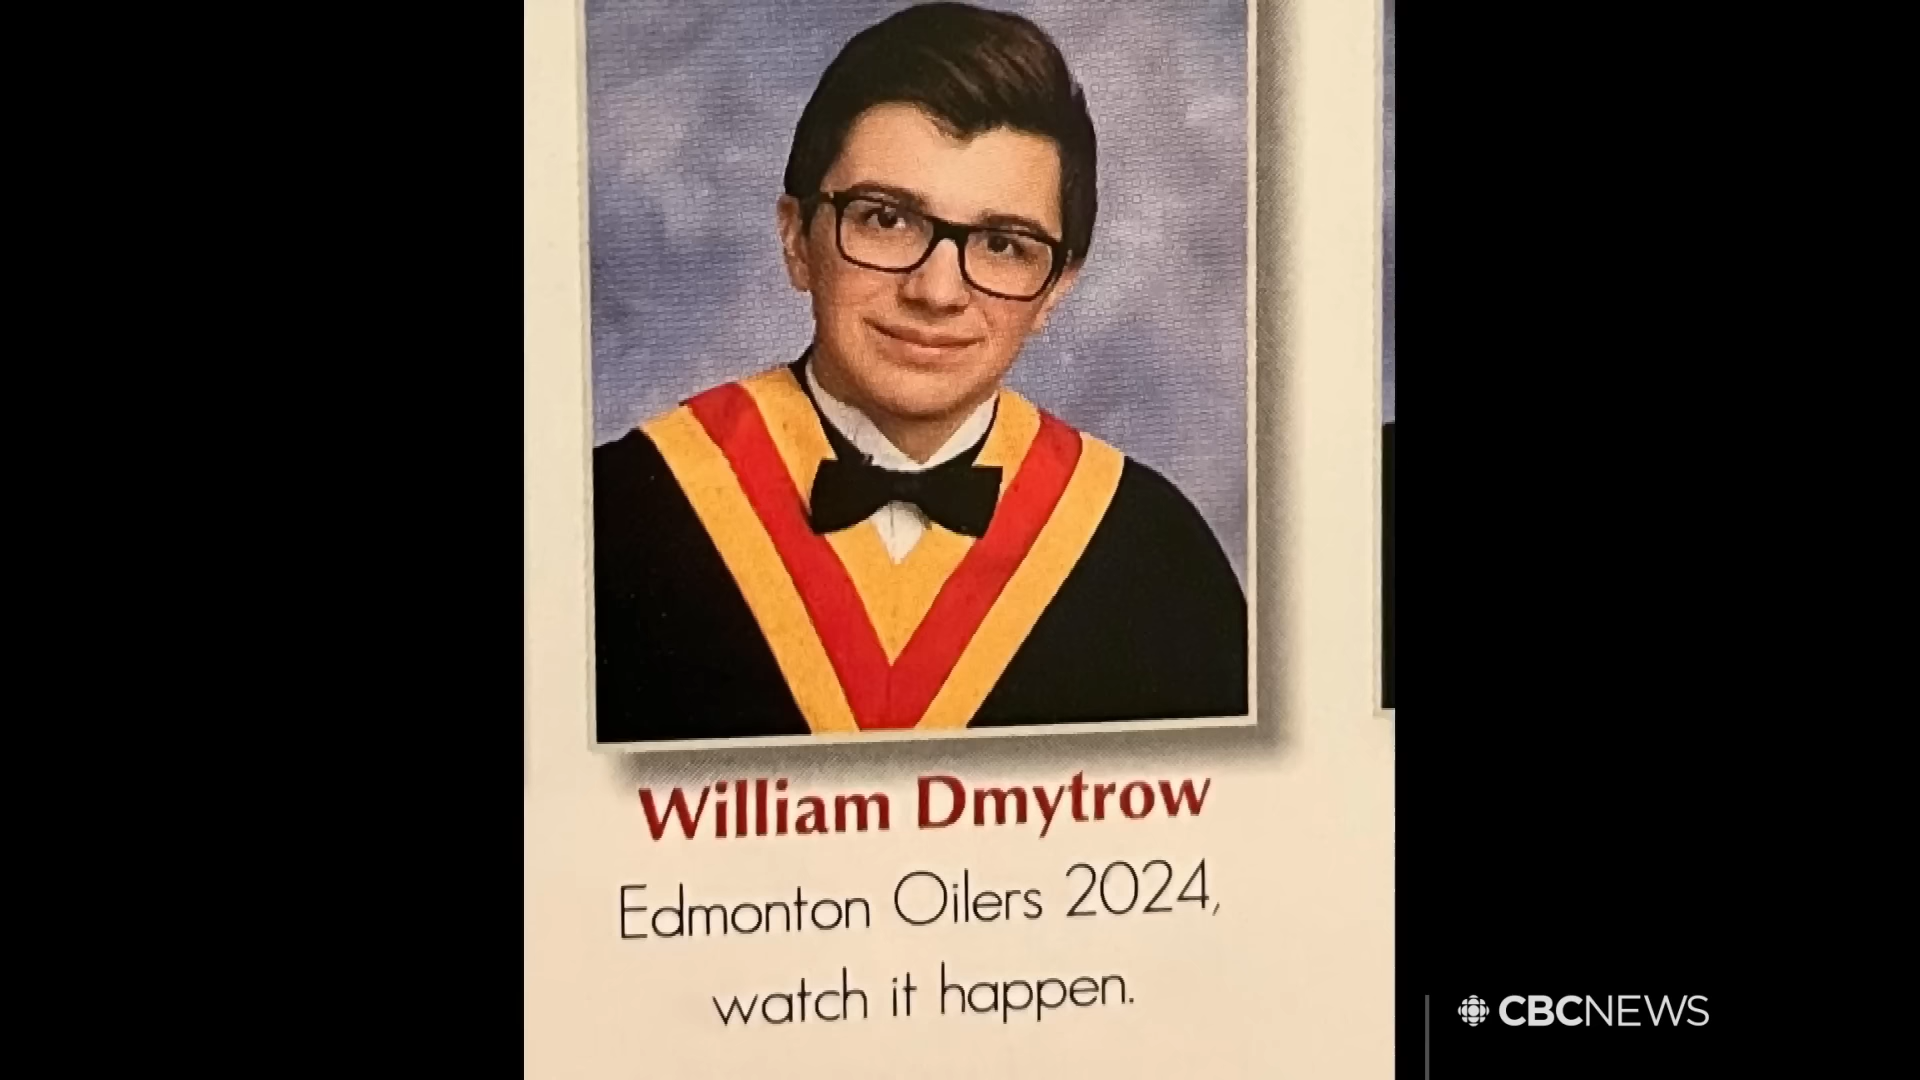 William Dmytrow
Edmonton Oilers 2024,
watch it happen.
CBCNEWS